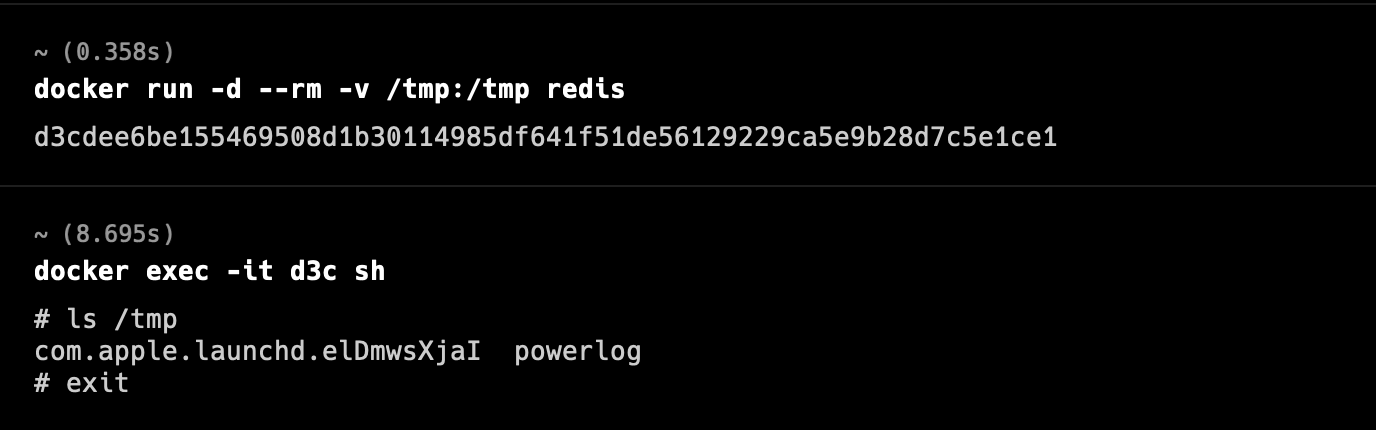 ~ (0.358s)
docker run -d --rm -v /tmp:/tmp redis
d3cdee6be155469508d1b30114985df641f51de56129229ca5e9b28d7c5e1ce1
~ (8.695s)
docker exec -it d3c sh
# ls /tmp
com.apple.launchd.elDmwsXjaI  powerlog
# exit